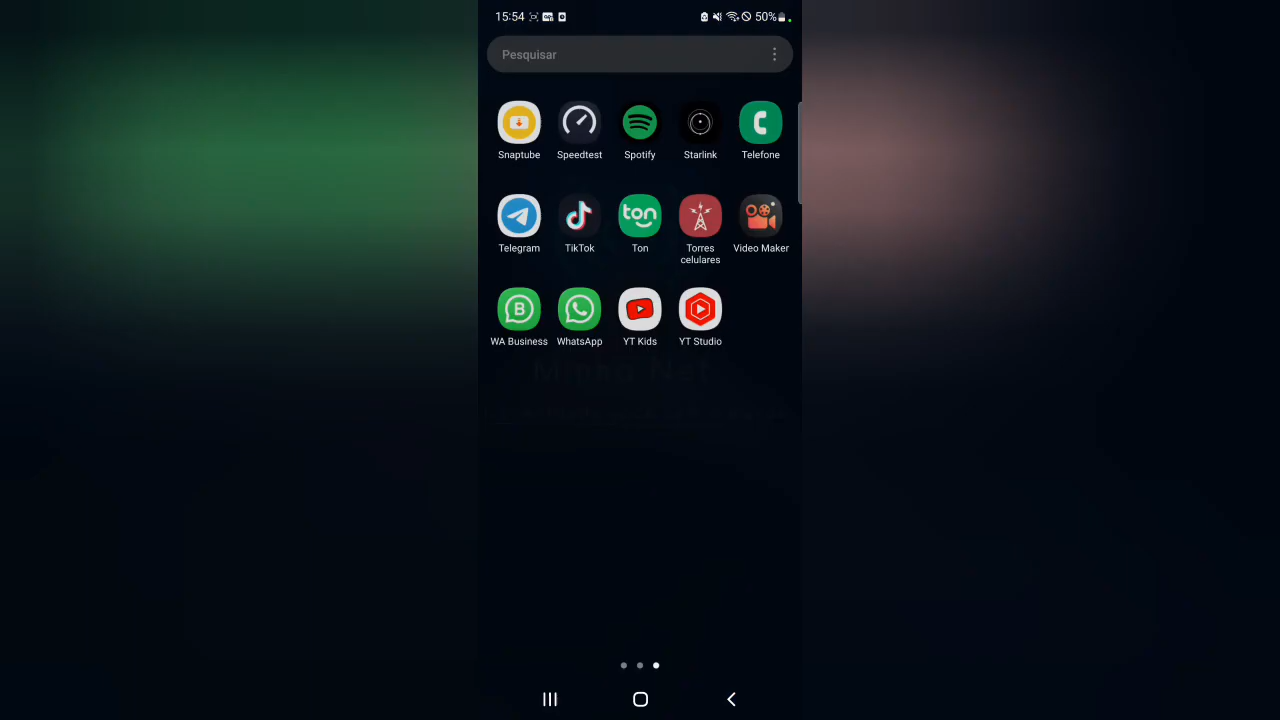 15:54
50%
Pesquisar
Snaptube
Speedtest
Spotify
Starlink
Telefone
Telegram
TikTok
ton
Ton
Torres
celulares
Video Maker
B
WA Business
WhatsApp
YT Kids
YT Studio